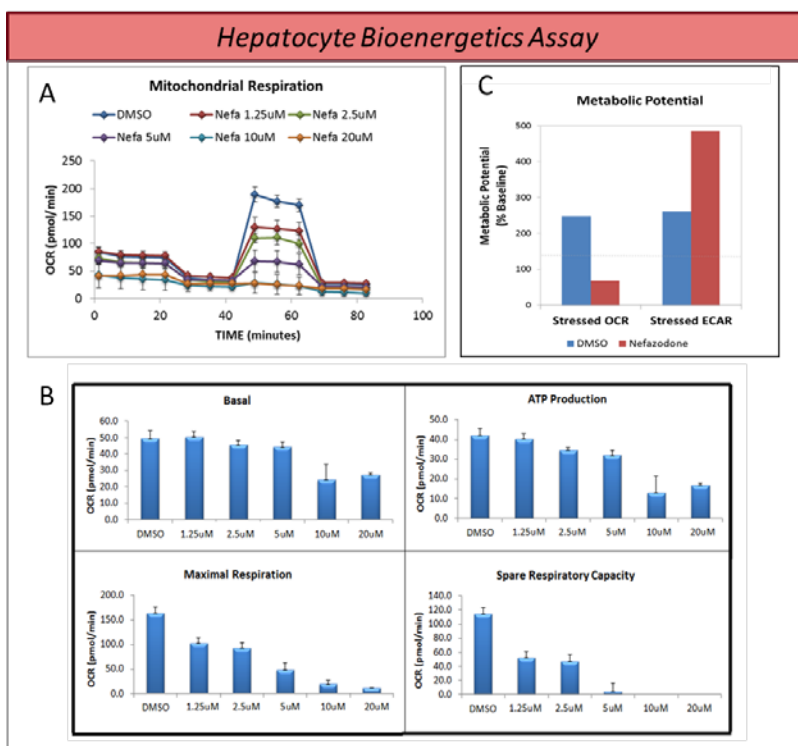 Hepatocyte Bioenergetics Assay
A
Mitochondrial Respiration
DMSO Nefa 1.25uM Nefa 2.5uM
Nefa 5uM Nefa 10uM Nefa 20uM
OCR (pmol/min)
250
200
150
100
50
0
0 20 40 60 80 100
TIME (minutes)
C
Metabolic Potential
Metabolic Potential
(% Baseline)
500
400
300
200
100
0
Stressed OCR Stressed ECAR
DMSO Nefazodone
B
Basal
OCR (pmol/min)
60.0
50.0
40.0
30.0
20.0
10.0
0.0
DMSO 1.25uM 2.5uM 5uM 10uM 20uM
ATP Production
OCR (pmol/min)
50.0
40.0
30.0
20.0
10.0
0.0
DMSO 1.25uM 2.5uM 5uM 10uM 20uM
Maximal Respiration
OCR (pmol/min)
200.0
150.0
100.0
50.0
0.0
DMSO 1.25uM 2.5uM 5uM 10uM 20uM
Spare Respiratory Capacity
OCR (pmol/min)
140.0
120.0
100.0
80.0
60.0
40.0
20.0
0.0
DMSO 1.25uM 2.5uM 5uM 10uM 20uM